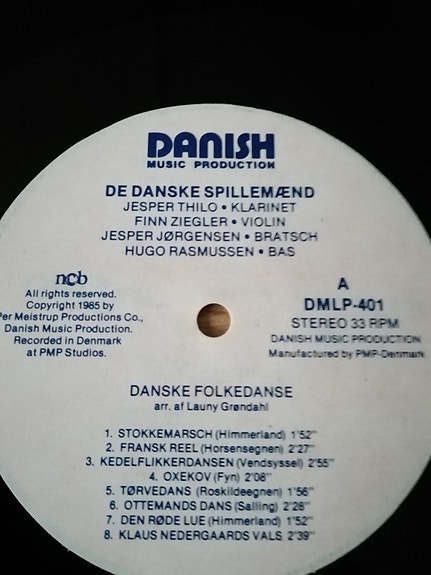 DANISH
MUSIC PRODUCTION
DE DANSKE SPILLEMÆND
JESPER THILO • KLARINET
FINN ZIEGLER • VIOLIN
JESPER JØRGENSEN • BRATSCH
HUGO RASMUSSEN • BAS
ncb
All rights reserved.
Copyright 1985 by
Per Meistrup Productions Co.,
Danish Music Production.
Recorded in Denmark
at PMP Studios.
A
DMLP-401
STEREO 33 RPM
DANISH MUSIC PRODUCTION
Manufactured by PMP-Denmark
DANSKE FOLKEDANSE
arr. af Launy Grøndahl
1. STOKKEMARSCH (Himmerland) 1'52"
2. FRANSK REEL (Horsensegnen) 2'27"
3. KEDELFLIKKERDANSEN (Vendsyssel) 2'55"
4. OXEKOV (Fyn) 2'08"
5. TØRVEDANS (Roskildeegnen) 1'56"
6. OTTEMANDS DANS (Salling) 2'28"
7. DEN RØDE LUE (Himmerland) 1'52"
8. KLAUS NEDERGAARDS VALS 2'39"